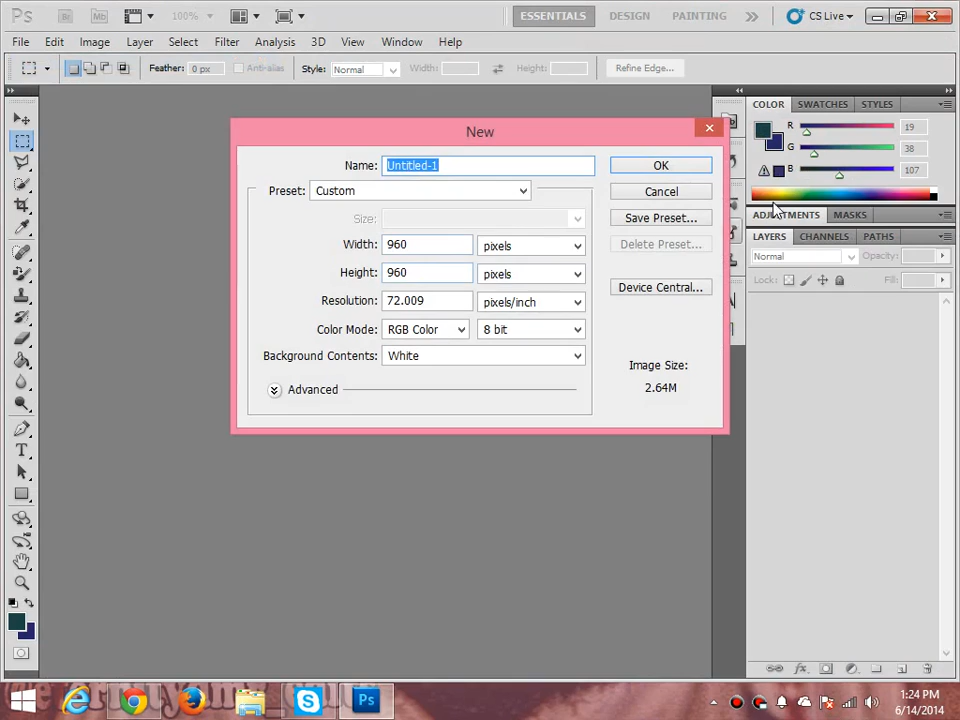 Ps Br Mb 100% ESSENTIALS DESIGN PAINTING CS Live
File Edit Image Layer Select Filter Analysis 3D View Window Help
Feather: 0 px Anti-alias Style: Normal Width: Height: Refine Edge...
New
Name: Untitled-1 OK
Preset: Custom Cancel
Size: Save Preset...
Width: 960 pixels Delete Preset...
Height: 960 pixels
Device Central...
Resolution: 72.009 pixels/inch
Color Mode: RGB Color 8 bit
Background Contents: White
Image Size:
2.64M
Advanced
COLOR SWATCHES STYLES
R 19
G 38
B 107
ADJUSTMENTS MASKS
LAYERS CHANNELS PATHS
Normal Opacity:
Lock: Fill:
fx
Ps
1:24 PM
6/14/2014